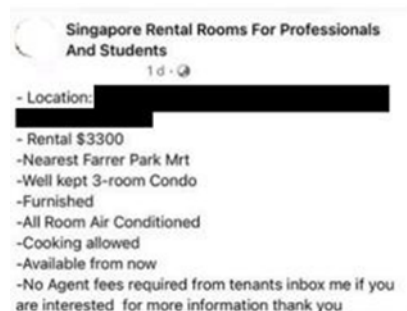 Singapore Rental Rooms For Professionals
And Students
1d ·
- Location:
- Rental $3300
-Nearest Farrer Park Mrt
-Well kept 3-room Condo
-Furnished
-All Room Air Conditioned
-Cooking allowed
-Available from now
-No Agent fees required from tenants inbox me if you
are interested for more information thank you